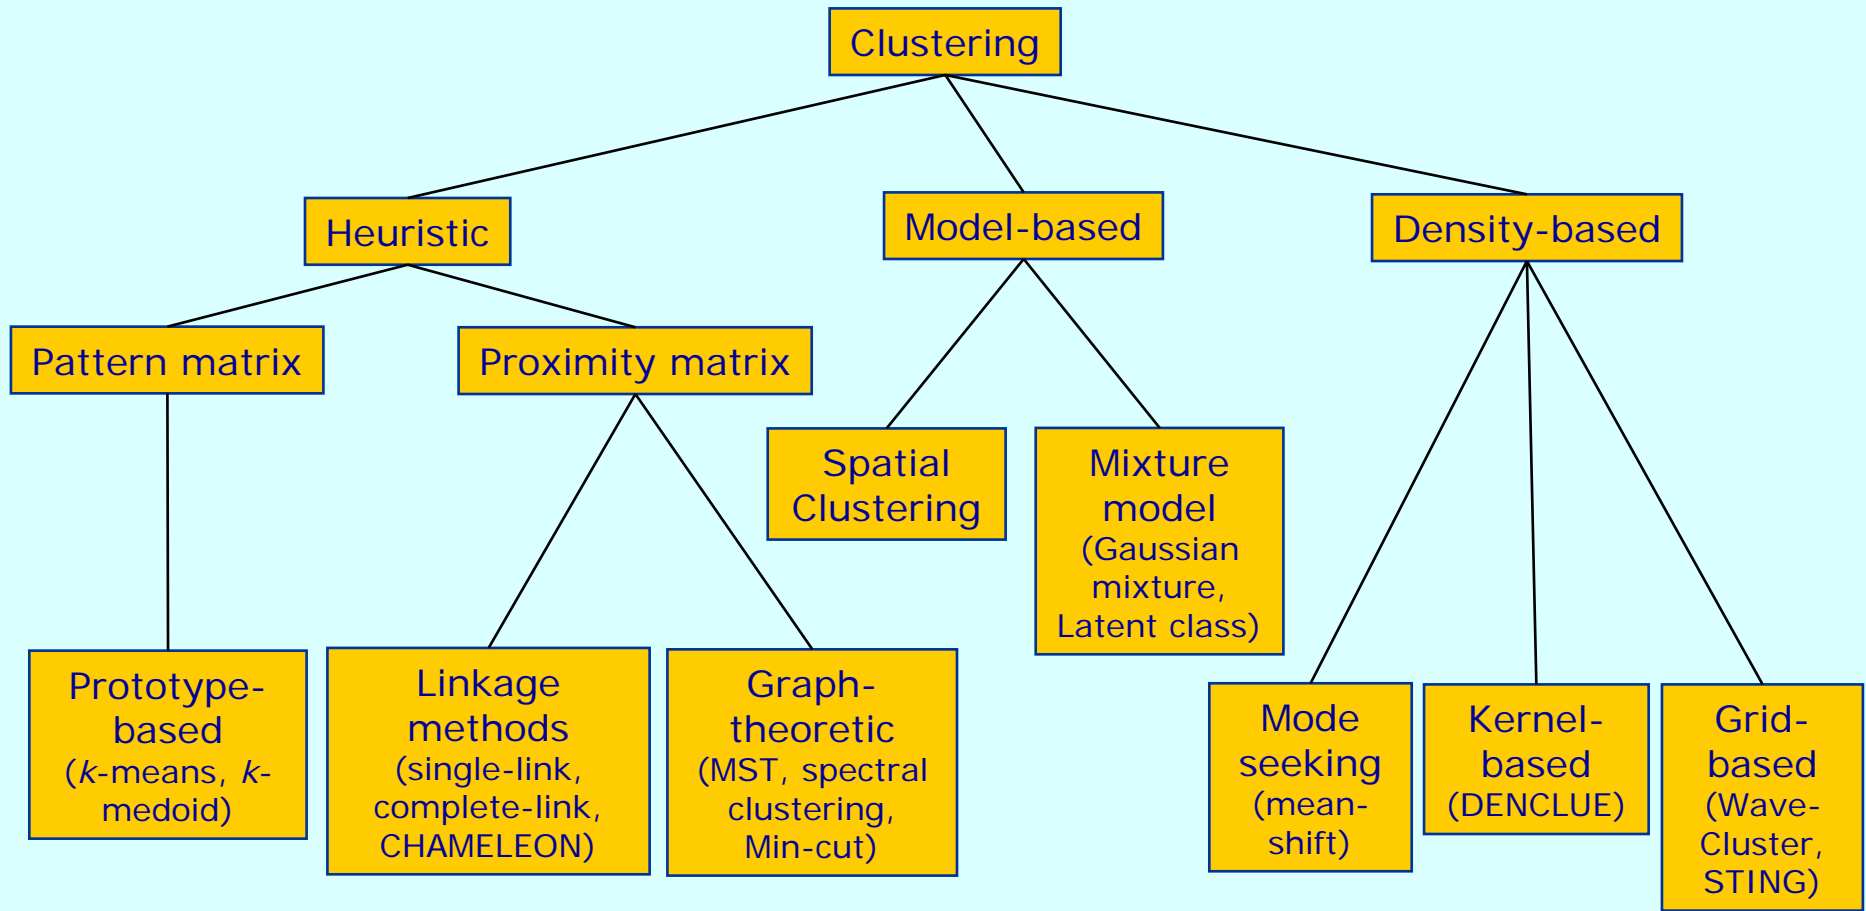 Clustering
Heuristic
Model-based
Density-based
Pattern matrix
Proximity matrix
Spatial
Clustering
Mixture
model
(Gaussian
mixture,
Latent class)
Prototype-
based
(k-means, k-
medoid)
Linkage
methods
(single-link,
complete-link,
CHAMELEON)
Graph-
theoretic
(MST, spectral
clustering,
Min-cut)
Mode
seeking
(mean-
shift)
Kernel-
based
(DENCLUE)
Grid-
based
(Wave-
Cluster,
STING)